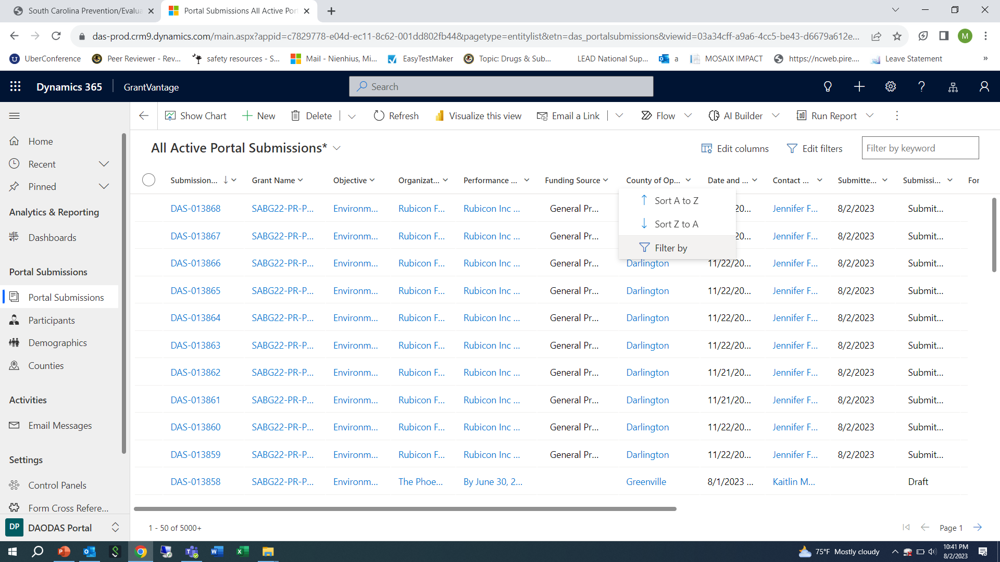 South Carolina Prevention/Evalua
Portal Submissions All Active Por
das-prod.crm9.dynamics.com/main.aspx?appid=c7829778-e04d-ec11-8c62-001dd802fb44&pagetype=entitylist&etn=das_portalsubmissions&viewid=03a34cff-a9a6-4cc5-be43-d6679a612e...
M
UberConference
Peer Reviewer - Rev...
safety resources - S...
Mail - Nienhius, Mi...
EasyTestMaker
Topic: Drugs & Sub...
LEAD National Sup...
a
MOSAIX IMPACT
https://ncweb.pire....
Leave Statement
»
Dynamics 365
GrantVantage
Search
Show Chart
New
Delete
Refresh
Visualize this view
Email a Link
Flow
AI Builder
Run Report
Home
Recent
Pinned
Analytics & Reporting
Dashboards
Portal Submissions
Portal Submissions
Participants
Demographics
Counties
Activities
Email Messages
Settings
Control Panels
Form Cross Refere...
DP DAODAS Portal
All Active Portal Submissions*
Edit columns
Edit filters
Filter by keyword
Submission... Grant Name Objective Organizat... Performance ... Funding Source County of Op... Date and ... Contact ... Submitte... Submissi... For
Sort A to Z
Sort Z to A
Filter by
DAS-013868 SABG22-PR-P... Environm... Rubicon F... Rubicon Inc ... General Pr... 20... Jennifer F... 8/2/2023 Submit...
DAS-013867 SABG22-PR-P... Environm... Rubicon F... Rubicon Inc ... General Pr... 20... Jennifer F... 8/2/2023 Submit...
DAS-013866 SABG22-PR-P... Environm... Rubicon F... Rubicon Inc ... General Pr... Darlington 11/22/20... Jennifer F... 8/2/2023 Submit...
DAS-013865 SABG22-PR-P... Environm... Rubicon F... Rubicon Inc ... General Pr... Darlington 11/22/20... Jennifer F... 8/2/2023 Submit...
DAS-013864 SABG22-PR-P... Environm... Rubicon F... Rubicon Inc ... General Pr... Darlington 11/22/20... Jennifer F... 8/2/2023 Submit...
DAS-013863 SABG22-PR-P... Environm... Rubicon F... Rubicon Inc ... General Pr... Darlington 11/22/20... Jennifer F... 8/2/2023 Submit...
DAS-013862 SABG22-PR-P... Environm... Rubicon F... Rubicon Inc ... General Pr... Darlington 11/21/20... Jennifer F... 8/2/2023 Submit...
DAS-013861 SABG22-PR-P... Environm... Rubicon F... Rubicon Inc ... General Pr... Darlington 11/21/20... Jennifer F... 8/2/2023 Submit...
DAS-013860 SABG22-PR-P... Environm... Rubicon F... Rubicon Inc ... General Pr... Darlington 11/22/20... Jennifer F... 8/2/2023 Submit...
DAS-013859 SABG22-PR-P... Environm... Rubicon F... Rubicon Inc ... General Pr... Darlington 11/22/20... Jennifer F... 8/2/2023 Submit...
DAS-013858 SABG22-PR-P... Environm... The Phoe... By June 30, 2... Greenville 8/1/2023 ... Kaitlin M... Draft
1 - 50 of 5000+
Page 1
75°F Mostly cloudy
10:41 PM
8/2/2023